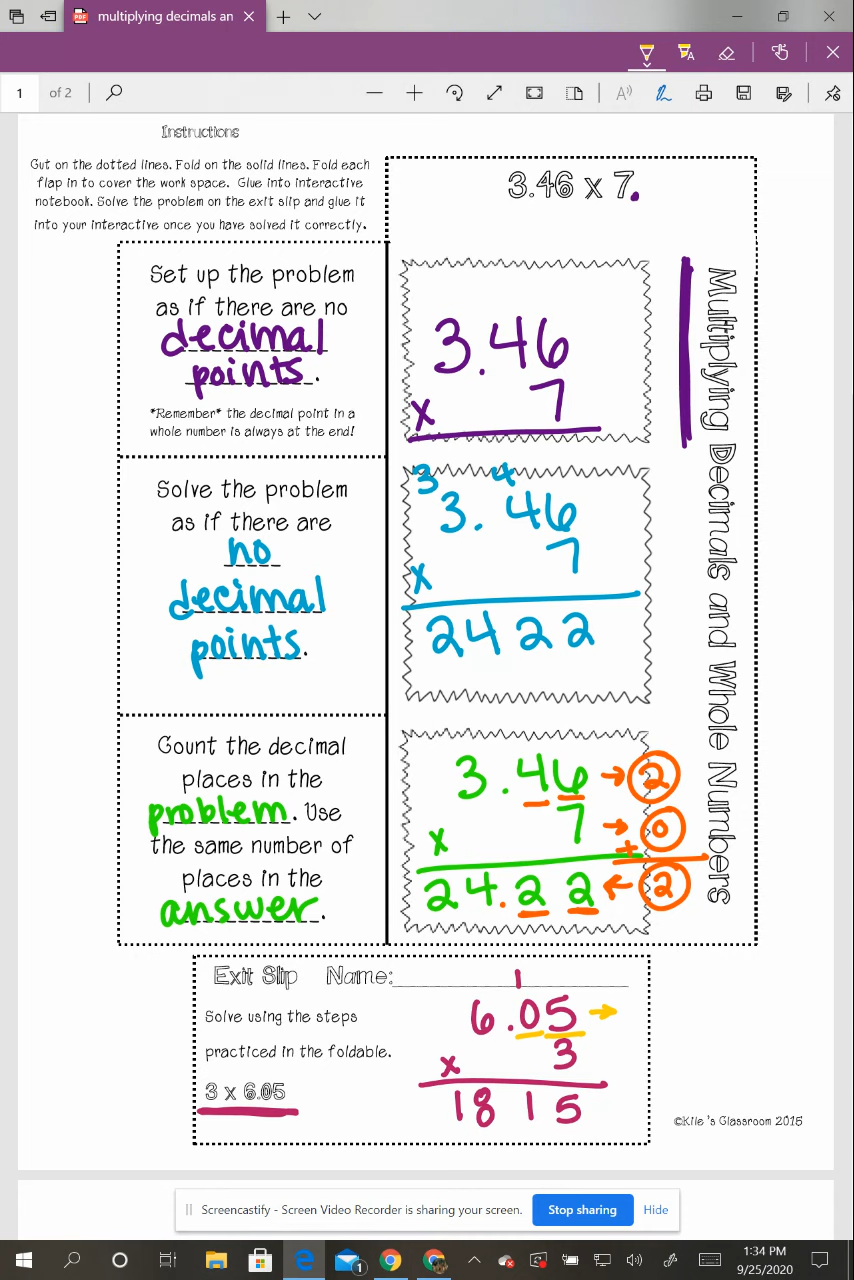 multiplying decimals an
1 of 2
Instructions
Cut on the dotted lines. Fold on the solid lines. Fold each
flap in to cover the work space. Glue into interactive
notebook. Solve the problem on the exit slip and glue it
into your interactive once you have solved it correctly.
3.46 x 7.
Set up the problem
as if there are no
decimal
points.
*Remember* the decimal point in a
whole number is always at the end!
3.46
x 7
Multiplying Decimals and Whole Numbers
Solve the problem
as if there are
no
decimal
points.
3 4
3.46
7
x
2422
Count the decimal
places in the
problem. Use
the same number of
places in the
answer.
3.46 → 2
7 → 0
x +
24.22 ← 2
Exit Slip Name:
Solve using the steps
practiced in the foldable.
3 x 6.05
1
6.05 →
3
x
1815
©Kile's Classroom 2015
Screencastify - Screen Video Recorder is sharing your screen.
Stop sharing
Hide
1
1:34 PM
9/25/2020